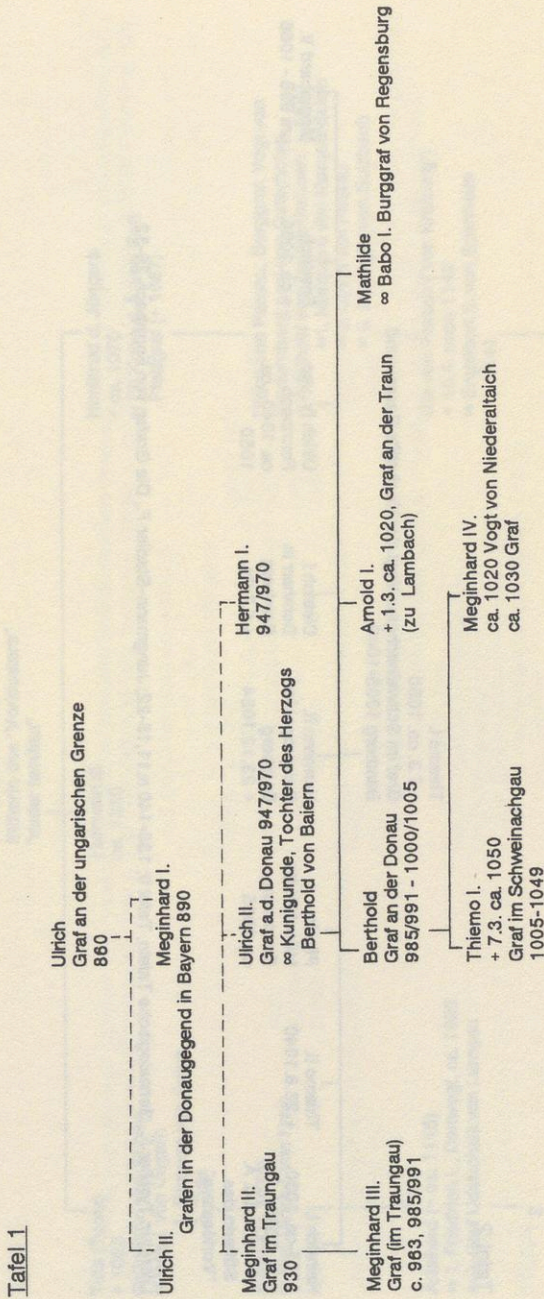 Tafel 1
Ulrich
Graf an der ungarischen Grenze
860
Ulrich II.
Meginhard I.
Grafen in der Donaugegend in Bayern 890
Meginhard II.
Graf im Traungau
930
Ulrich II.
Graf a.d. Donau 947/970
∞ Kunigunde, Tochter des Herzogs
Berthold von Baiern
Hermann I.
947/970
Meginhard III.
Graf (im Traungau)
c. 963, 985/991
Berthold
Graf an der Donau
985/991 - 1000/1005
Arnold I.
+ 1.3. ca. 1020, Graf an der Traun
(zu Lambach)
Mathilde
∞ Babo I. Burggraf von Regensburg
Thiemo I.
+ 7.3. ca. 1050
Graf im Schweinachgau
1005-1049
Meginhard IV.
ca. 1020 Vogt von Niederaltaich
ca. 1030 Graf